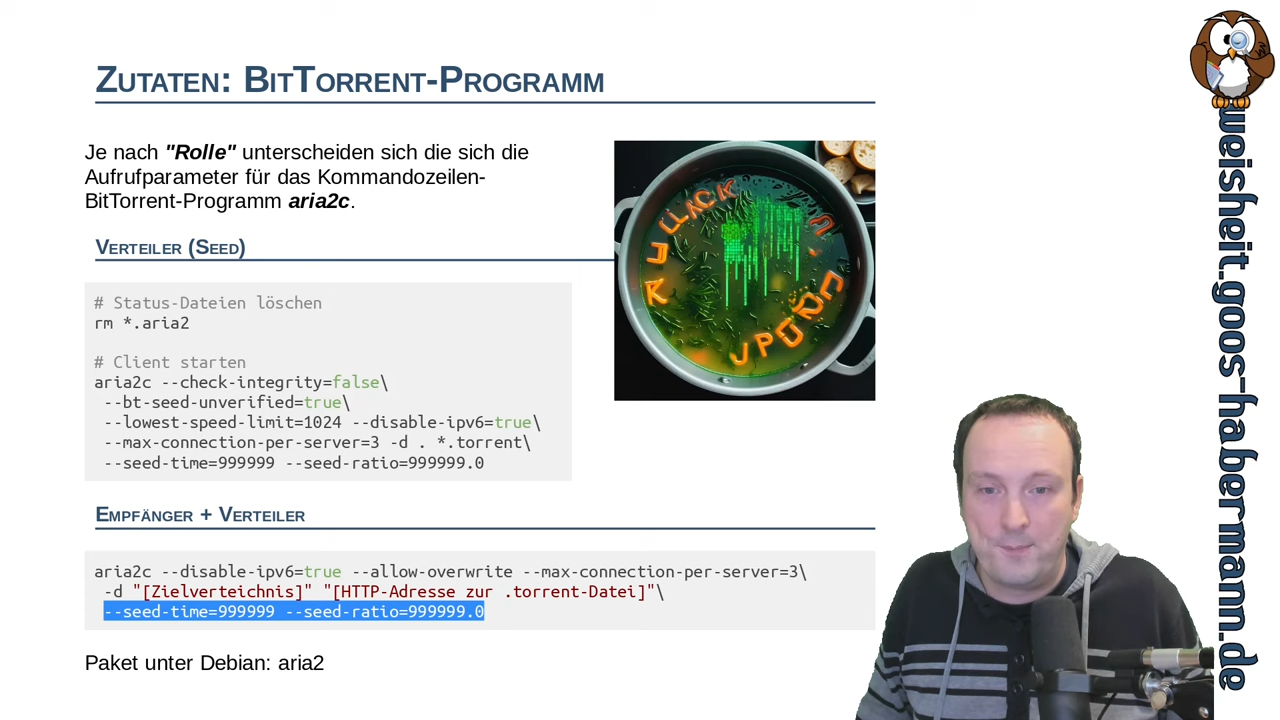 Zutaten: BitTorrent-Programm
Je nach "Rolle" unterscheiden sich die sich die
Aufrufparameter für das Kommandozeilen-
BitTorrent-Programm aria2c.
Verteiler (Seed)
# Status-Dateien löschen
rm *.aria2
# Client starten
aria2c --check-integrity=false\
--bt-seed-unverified=true\
--lowest-speed-limit=1024 --disable-ipv6=true\
--max-connection-per-server=3 -d . *.torrent\
--seed-time=999999 --seed-ratio=999999.0
Empfänger + Verteiler
aria2c --disable-ipv6=true --allow-overwrite --max-connection-per-server=3\
-d "[Zielverteichnis]" "[HTTP-Adresse zur .torrent-Datei]"\
--seed-time=999999 --seed-ratio=999999.0
Paket unter Debian: aria2
weisheit.goos-habermann.de